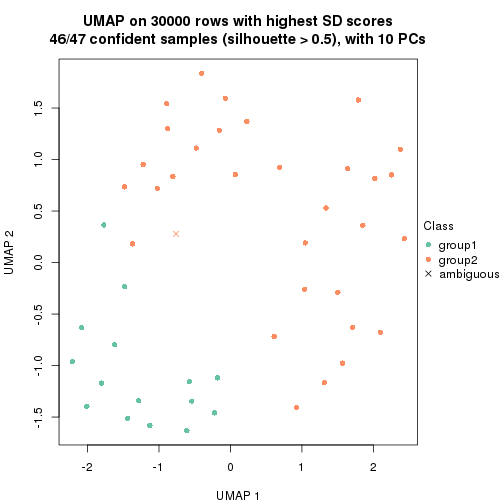 UMAP on 30000 rows with highest SD scores
46/47 confident samples (silhouette > 0.5), with 10 PCs
1.5
1.0
0.5
0.0
-0.5
-1.0
-1.5
UMAP 2
-2
-1
0
1
2
UMAP 1
Class
group1
group2
ambiguous